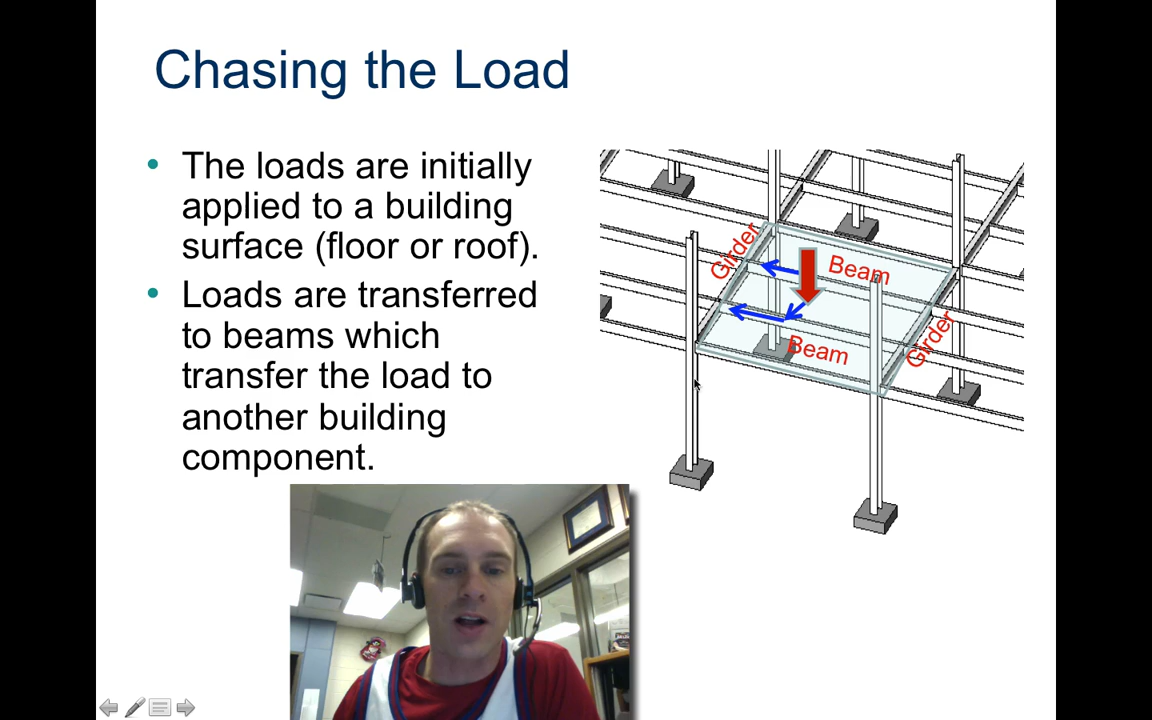 Chasing the Load
• The loads are initially
applied to a building
surface (floor or roof).
• Loads are transferred
to beams which
transfer the load to
another building
component.
Girder
Beam
Beam
Girder